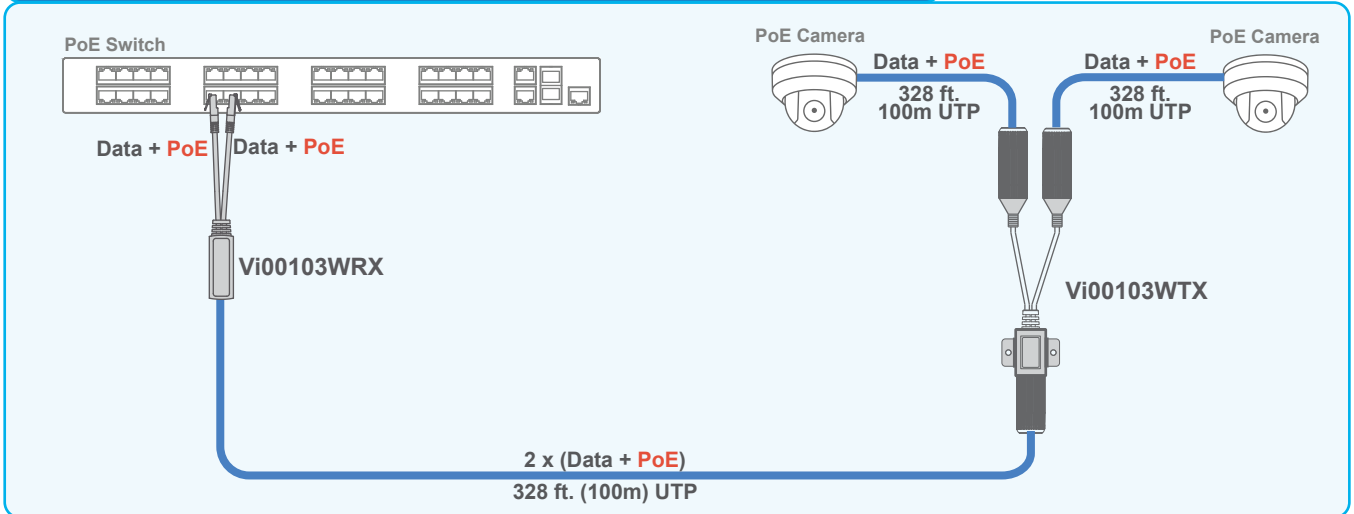 PoE Switch
PoE Camera
PoE Camera
Data + PoE
328 ft.
100m UTP
Data + PoE
328 ft.
100m UTP
Data + PoE
Data + PoE
Vi00103WRX
Vi00103WTX
2 x (Data + PoE)
328 ft. (100m) UTP